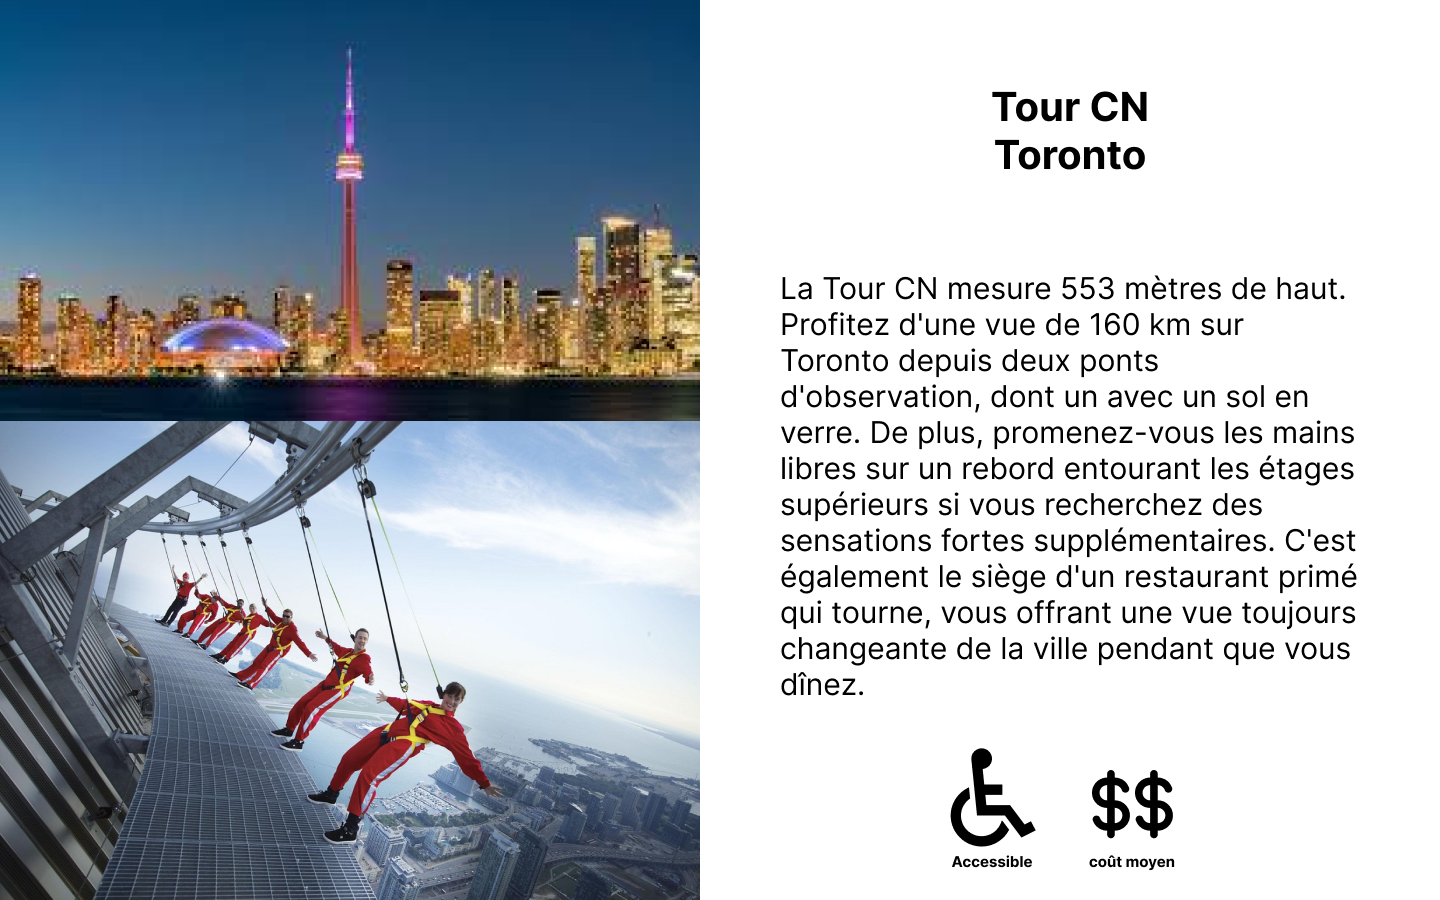 Tour CN
Toronto
La Tour CN mesure 553 mètres de haut.
Profitez d'une vue de 160 km sur
Toronto depuis deux ponts
d'observation, dont un avec un sol en
verre. De plus, promenez-vous les mains
libres sur un rebord entourant les étages
supérieurs si vous recherchez des
sensations fortes supplémentaires. C'est
également le siège d'un restaurant primé
qui tourne, vous offrant une vue toujours
changeante de la ville pendant que vous
dînez.
$$
Accessible
coût moyen